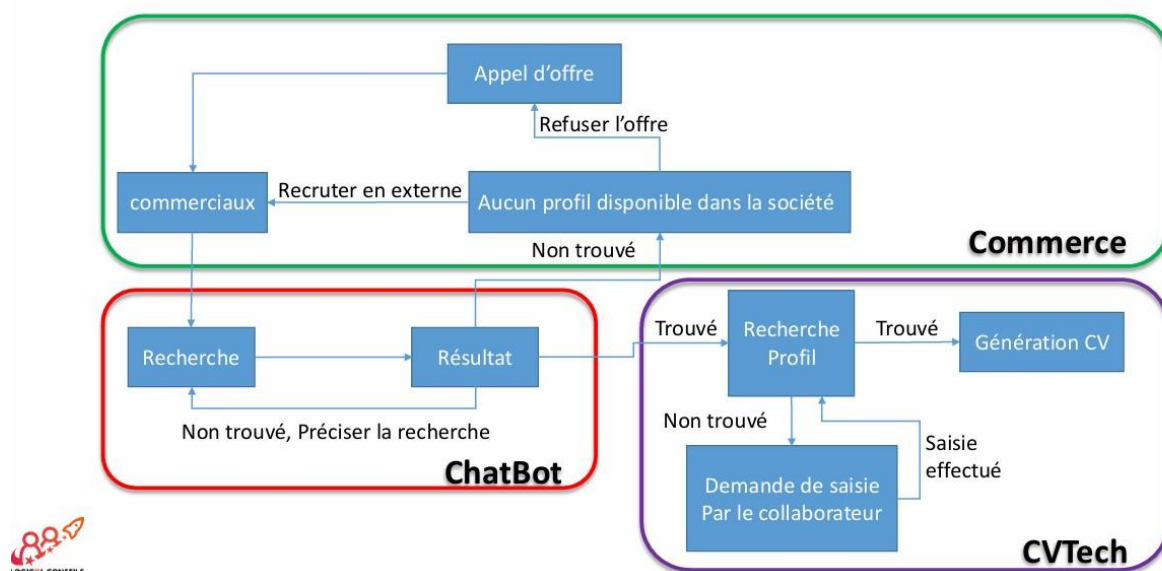 Appel d’offre
Refuser l’offre
commerciaux
Recruter en externe
Aucun profil disponible dans la société
Commerce
Non trouvé
Recherche
Résultat
Non trouvé, Préciser la recherche
ChatBot
Trouvé
Recherche
Profil
Trouvé
Génération CV
Non trouvé
Saisie
effectué
Demande de saisie
Par le collaborateur
CVTech